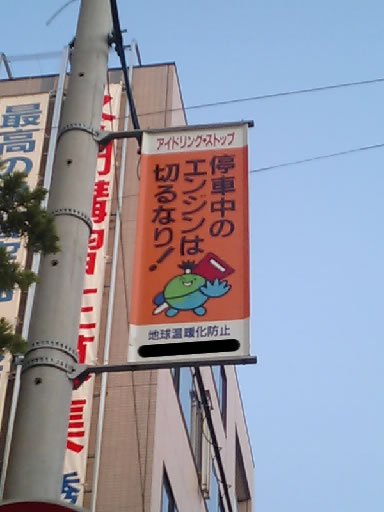 アイドリング・ストップ
停車中の
エンジンは
切るなり!
地球温暖化防止
最高の